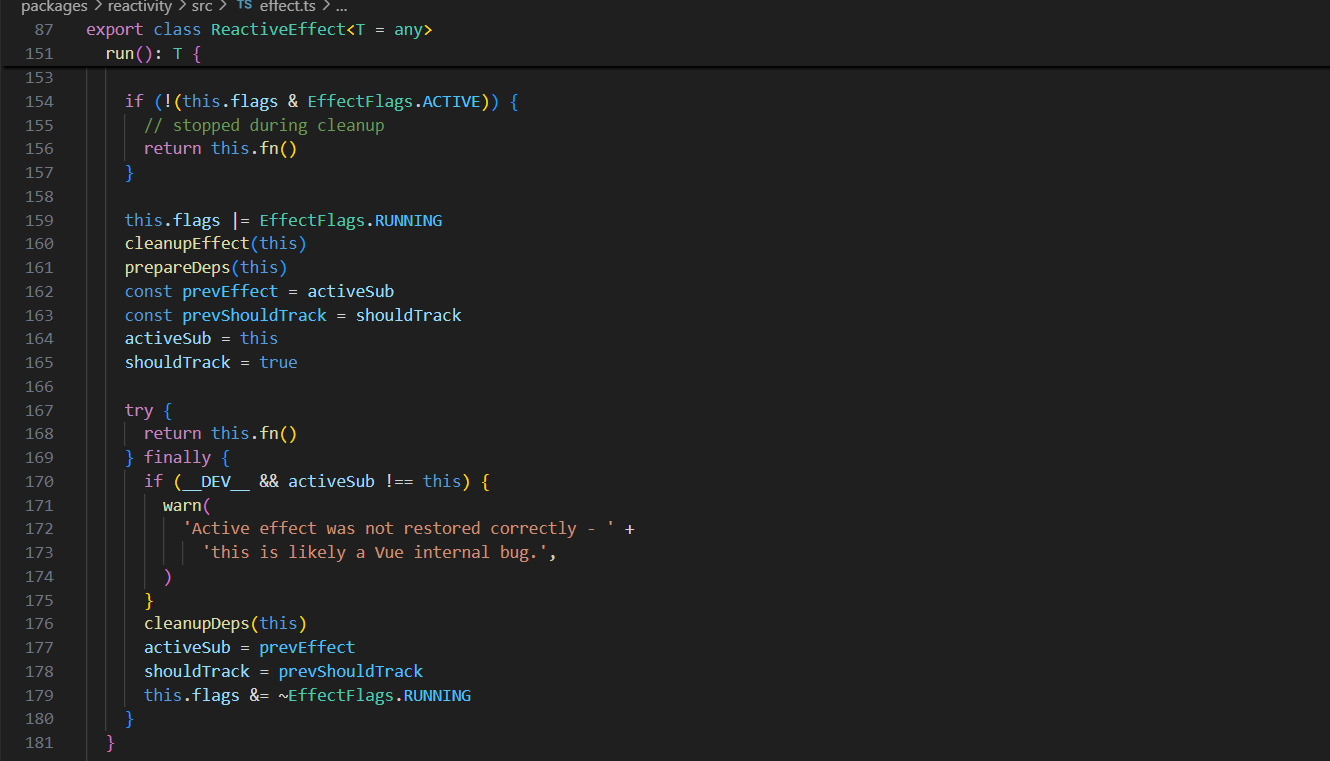 packages > reactivity > src > TS effect.ts > ...
87 export class ReactiveEffect<T = any>
151 run(): T {
153
154 if (!(this.flags & EffectFlags.ACTIVE)) {
155 // stopped during cleanup
156 return this.fn()
157 }
158
159 this.flags |= EffectFlags.RUNNING
160 cleanupEffect(this)
161 prepareDeps(this)
162 const prevEffect = activeSub
163 const prevShouldTrack = shouldTrack
164 activeSub = this
165 shouldTrack = true
166
167 try {
168 return this.fn()
169 } finally {
170 if (__DEV__ && activeSub !== this) {
171 warn(
172 'Active effect was not restored correctly - ' +
173 'this is likely a Vue internal bug.',
174 )
175 }
176 cleanupDeps(this)
177 activeSub = prevEffect
178 shouldTrack = prevShouldTrack
179 this.flags &= ~EffectFlags.RUNNING
180 }
181 }